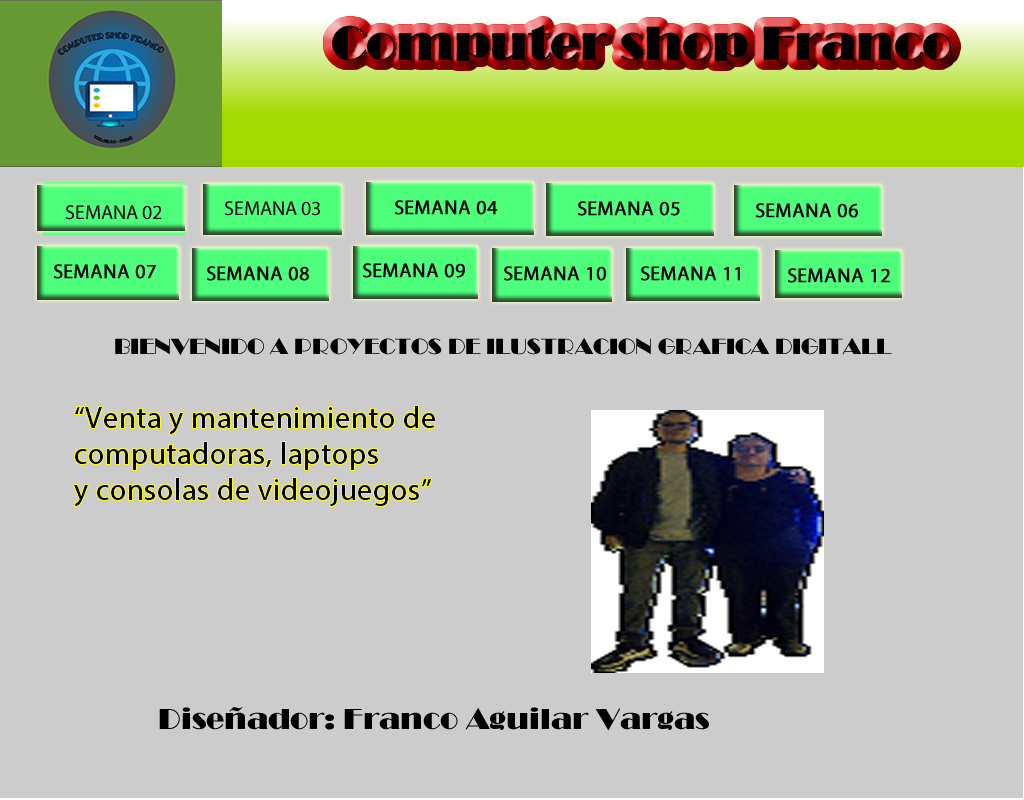 COMPUTER SHOP FRANCO
Computer shop Franco
SEMANA 02
SEMANA 03
SEMANA 04
SEMANA 05
SEMANA 06
SEMANA 07
SEMANA 08
SEMANA 09
SEMANA 10
SEMANA 11
SEMANA 12
BIENVENIDO A PROYECTOS DE ILUSTRACION GRAFICA DIGITALL
“Venta y mantenimiento de
computadoras, laptops
y consolas de videojuegos”
Diseñador: Franco Aguilar Vargas